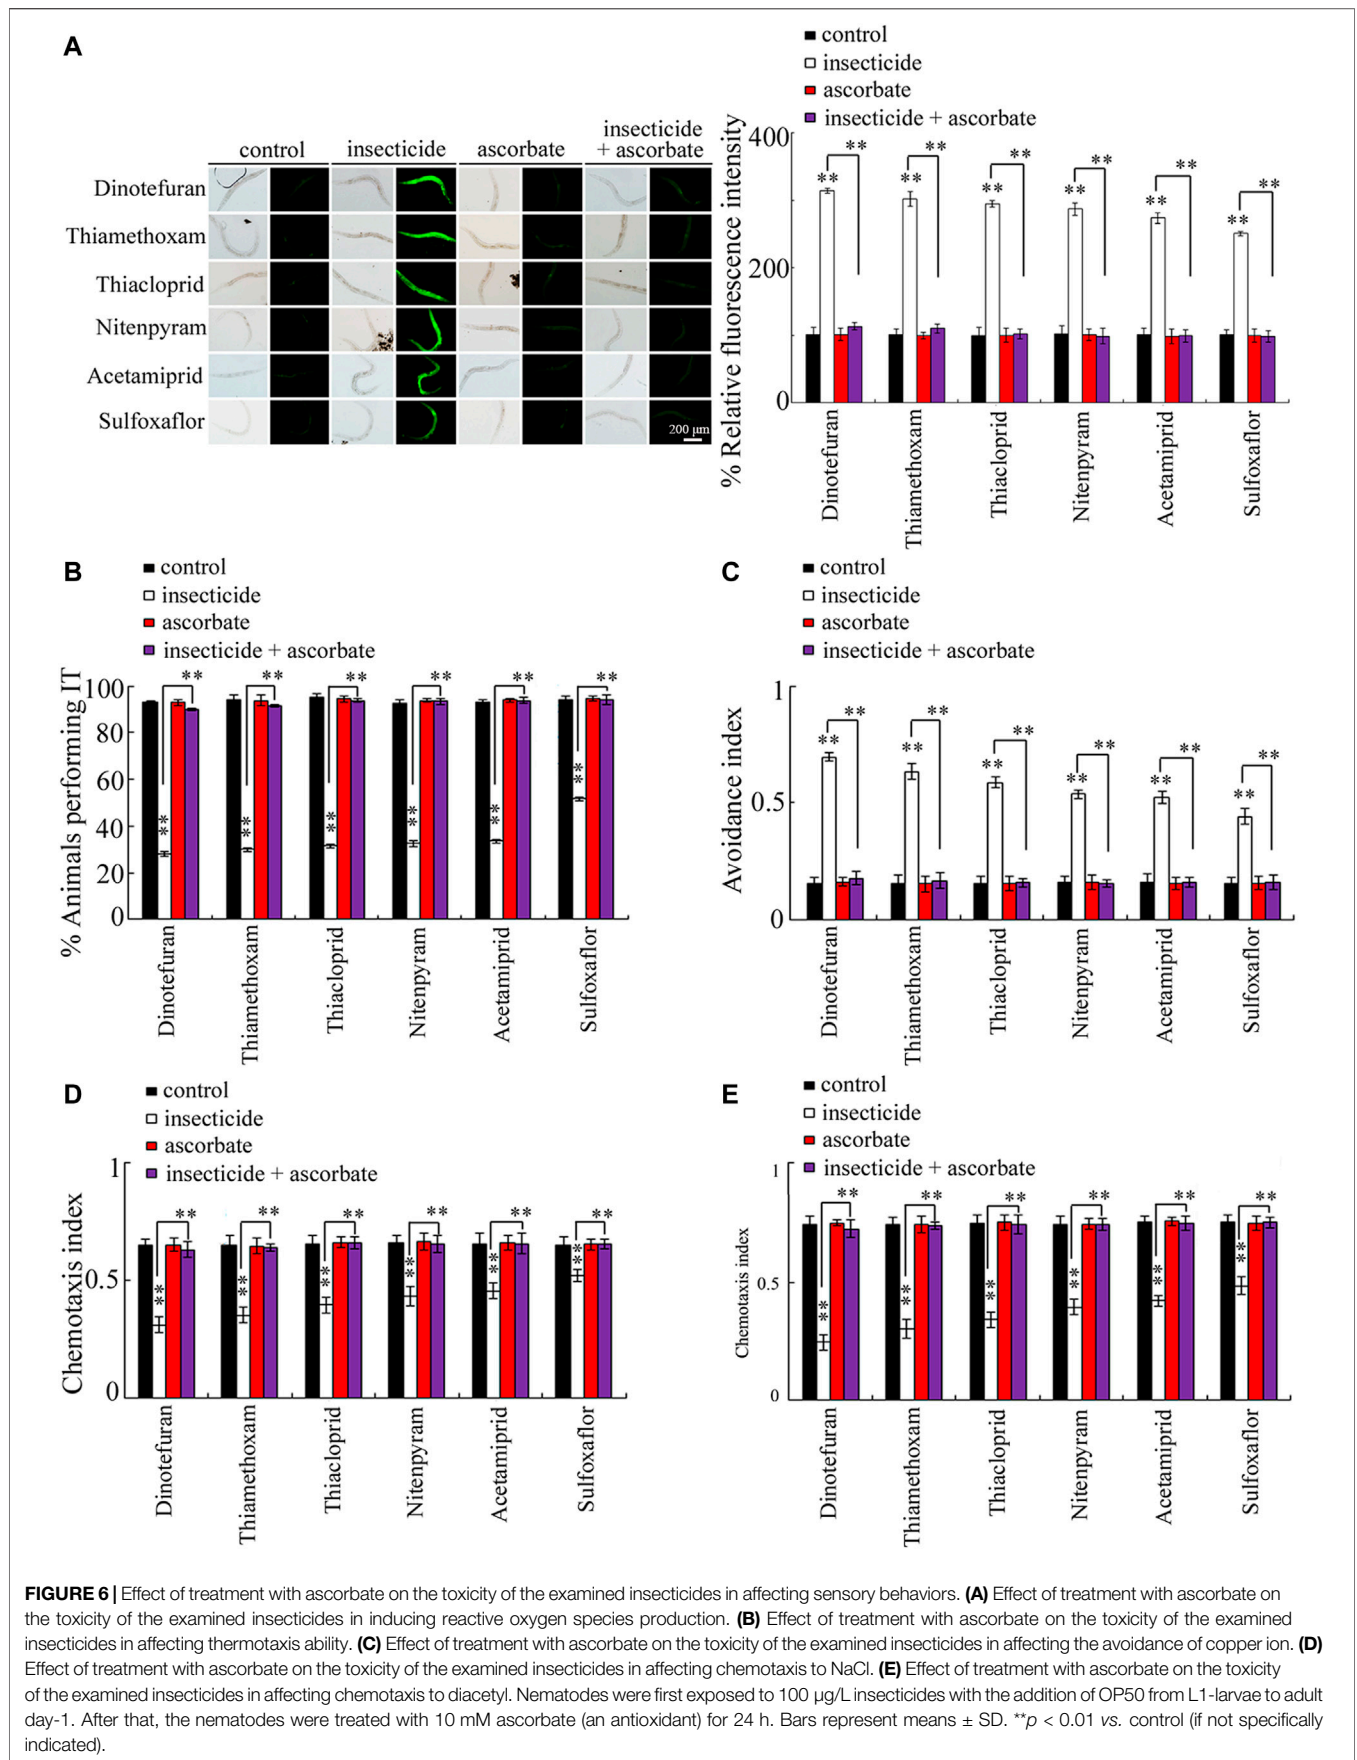 A
control
insecticide
ascorbate
insecticide + ascorbate
control insecticide ascorbate insecticide
+ ascorbate
Dinotefuran
Thiamethoxam
Thiacloprid
Nitenpyram
Acetamiprid
Sulfoxaflor
200 μm
% Relative fluorescence intensity
400
200
0
** ** ** ** ** **
** ** ** ** ** **
Dinotefuran
Thiamethoxam
Thiacloprid
Nitenpyram
Acetamiprid
Sulfoxaflor
B
control
insecticide
ascorbate
insecticide + ascorbate
% Animals performing IT
100
80
60
40
20
0
** ** ** ** ** **
** ** ** ** ** **
Dinotefuran
Thiamethoxam
Thiacloprid
Nitenpyram
Acetamiprid
Sulfoxaflor
C
control
insecticide
ascorbate
insecticide + ascorbate
Avoidance index
1
0.5
0
** ** ** ** ** **
** ** ** ** ** **
Dinotefuran
Thiamethoxam
Thiacloprid
Nitenpyram
Acetamiprid
Sulfoxaflor
D
control
insecticide
ascorbate
insecticide + ascorbate
Chemotaxis index
1
0.5
0
** ** ** ** ** **
** ** ** ** ** **
Dinotefuran
Thiamethoxam
Thiacloprid
Nitenpyram
Acetamiprid
Sulfoxaflor
E
control
insecticide
ascorbate
insecticide + ascorbate
Chemotaxis index
1
0.5
0
** ** ** ** ** **
** ** ** ** ** **
Dinotefuran
Thiamethoxam
Thiacloprid
Nitenpyram
Acetamiprid
Sulfoxaflor
FIGURE 6 | Effect of treatment with ascorbate on the toxicity of the examined insecticides in affecting sensory behaviors. (A) Effect of treatment with ascorbate on
the toxicity of the examined insecticides in inducing reactive oxygen species production. (B) Effect of treatment with ascorbate on the toxicity of the examined
insecticides in affecting thermotaxis ability. (C) Effect of treatment with ascorbate on the toxicity of the examined insecticides in affecting the avoidance of copper ion. (D)
Effect of treatment with ascorbate on the toxicity of the examined insecticides in affecting chemotaxis to NaCl. (E) Effect of treatment with ascorbate on the toxicity
of the examined insecticides in affecting chemotaxis to diacetyl. Nematodes were first exposed to 100 μg/L insecticides with the addition of OP50 from L1-larvae to adult
day-1. After that, the nematodes were treated with 10 mM ascorbate (an antioxidant) for 24 h. Bars represent means ± SD. **p < 0.01 vs. control (if not specifically
indicated).